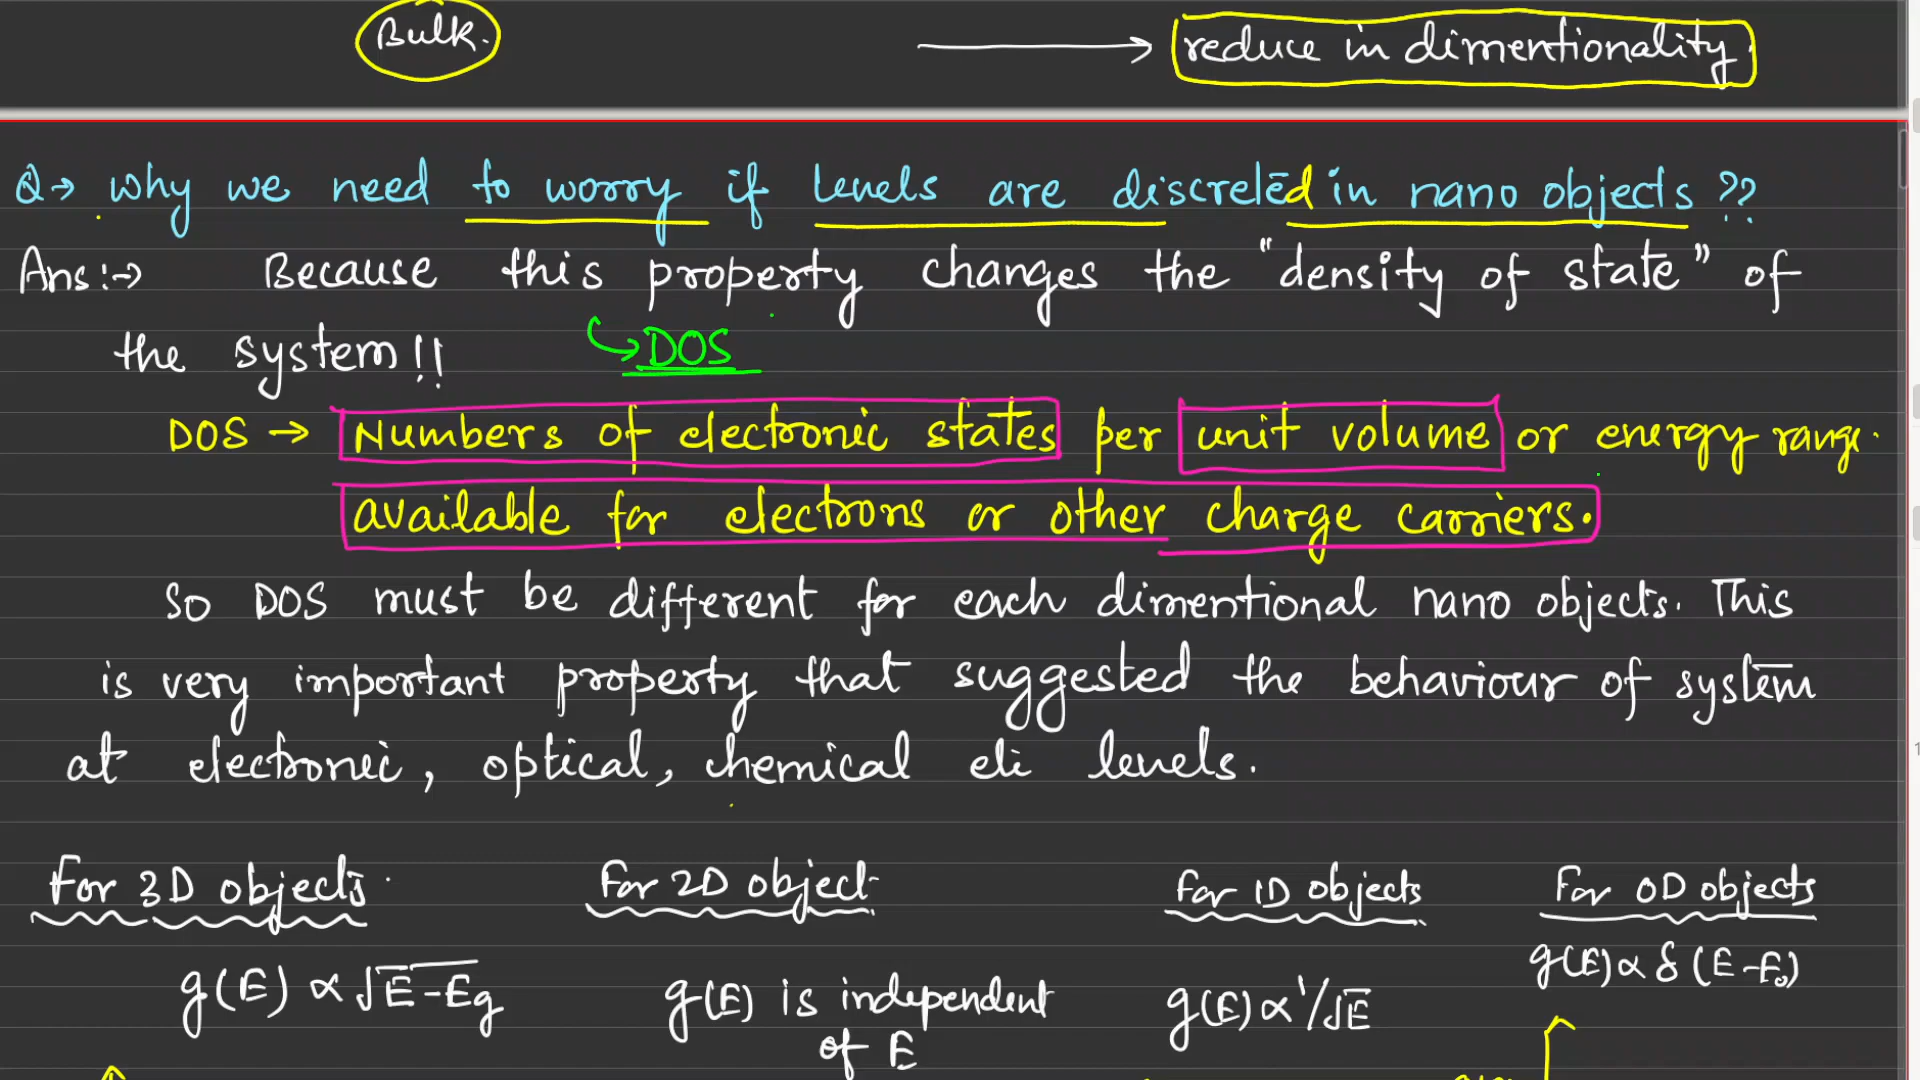 Bulk. → reduce in dimentionality.
Q→ Why we need to worry if levels are discreted in nano objects ??
Ans:→ Because this property changes the "density of state" of
the system!! ↪DOS
DOS → Numbers of electronic states per unit volume or energy range.
available for electrons or other charge carriers.
So DOS must be different for each dimentional nano objects. This
is very important property that suggested the behaviour of system
at electronic, optical, chemical etc levels.
For 3D objects. For 2D object For 1D objects For 0D objects
g(E) ∝ √E-Eg g(E) is independent g(E) ∝ 1/√E g(E) ∝ δ (E-E₀)
of E